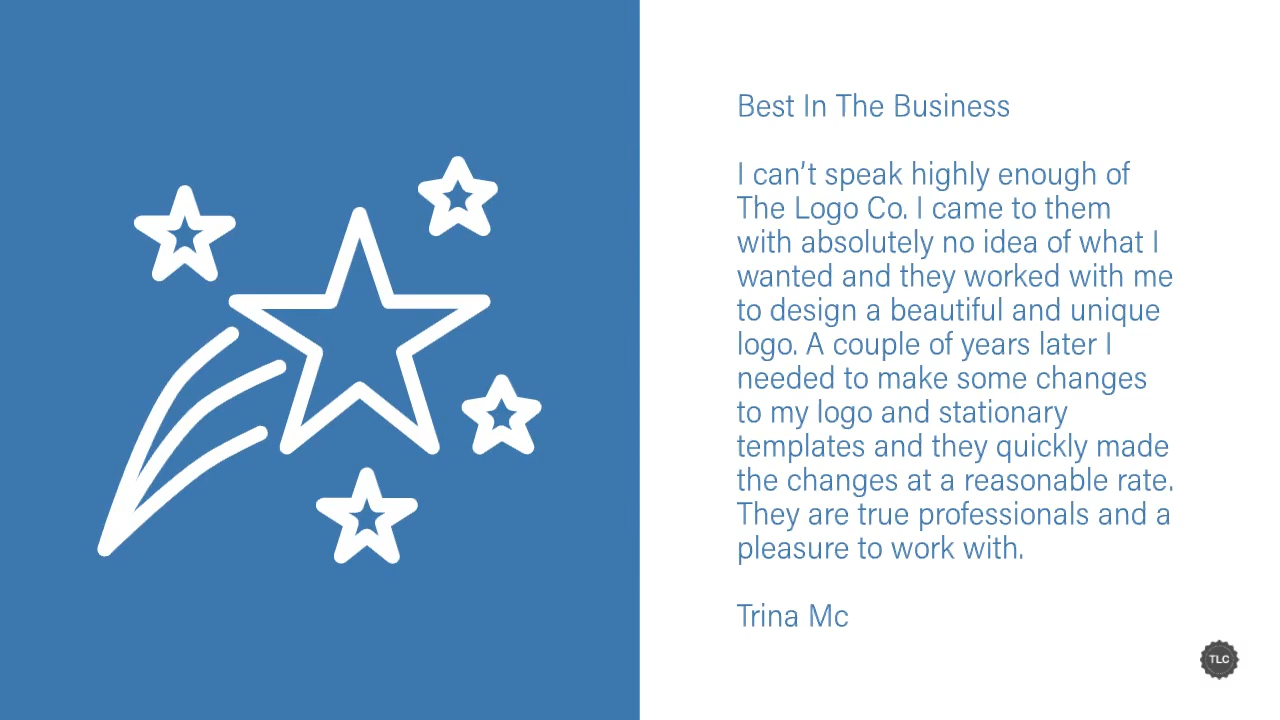 Best In The Business
I can’t speak highly enough of
The Logo Co. I came to them
with absolutely no idea of what I
wanted and they worked with me
to design a beautiful and unique
logo. A couple of years later I
needed to make some changes
to my logo and stationary
templates and they quickly made
the changes at a reasonable rate.
They are true professionals and a
pleasure to work with.
Trina Mc
TLC